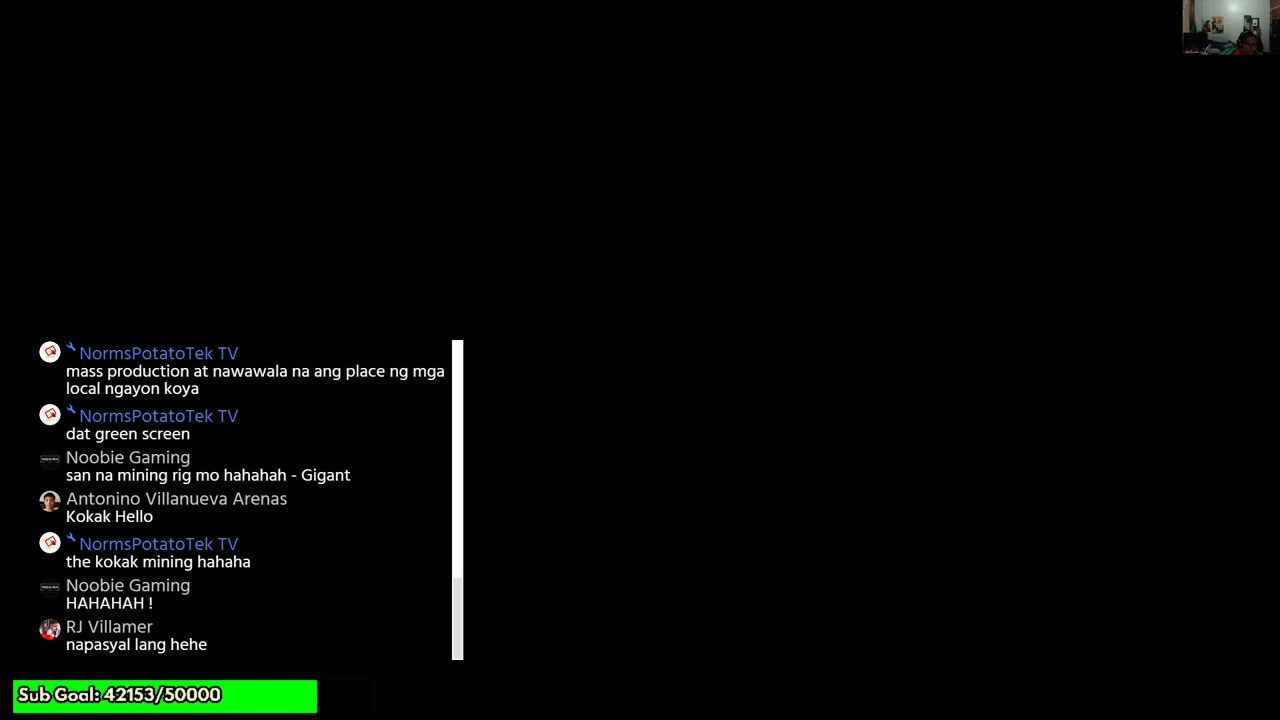 NormsPotatoTek TV
mass production at nawawala na ang place ng mga
local ngayon koya
NormsPotatoTek TV
dat green screen
Noobie Gaming
san na mining rig mo hahahah - Gigant
Antonino Villanueva Arenas
Kokak Hello
NormsPotatoTek TV
the kokak mining hahaha
Noobie Gaming
HAHAHAH !
RJ Villamer
napasyal lang hehe
Sub Goal: 42153/50000